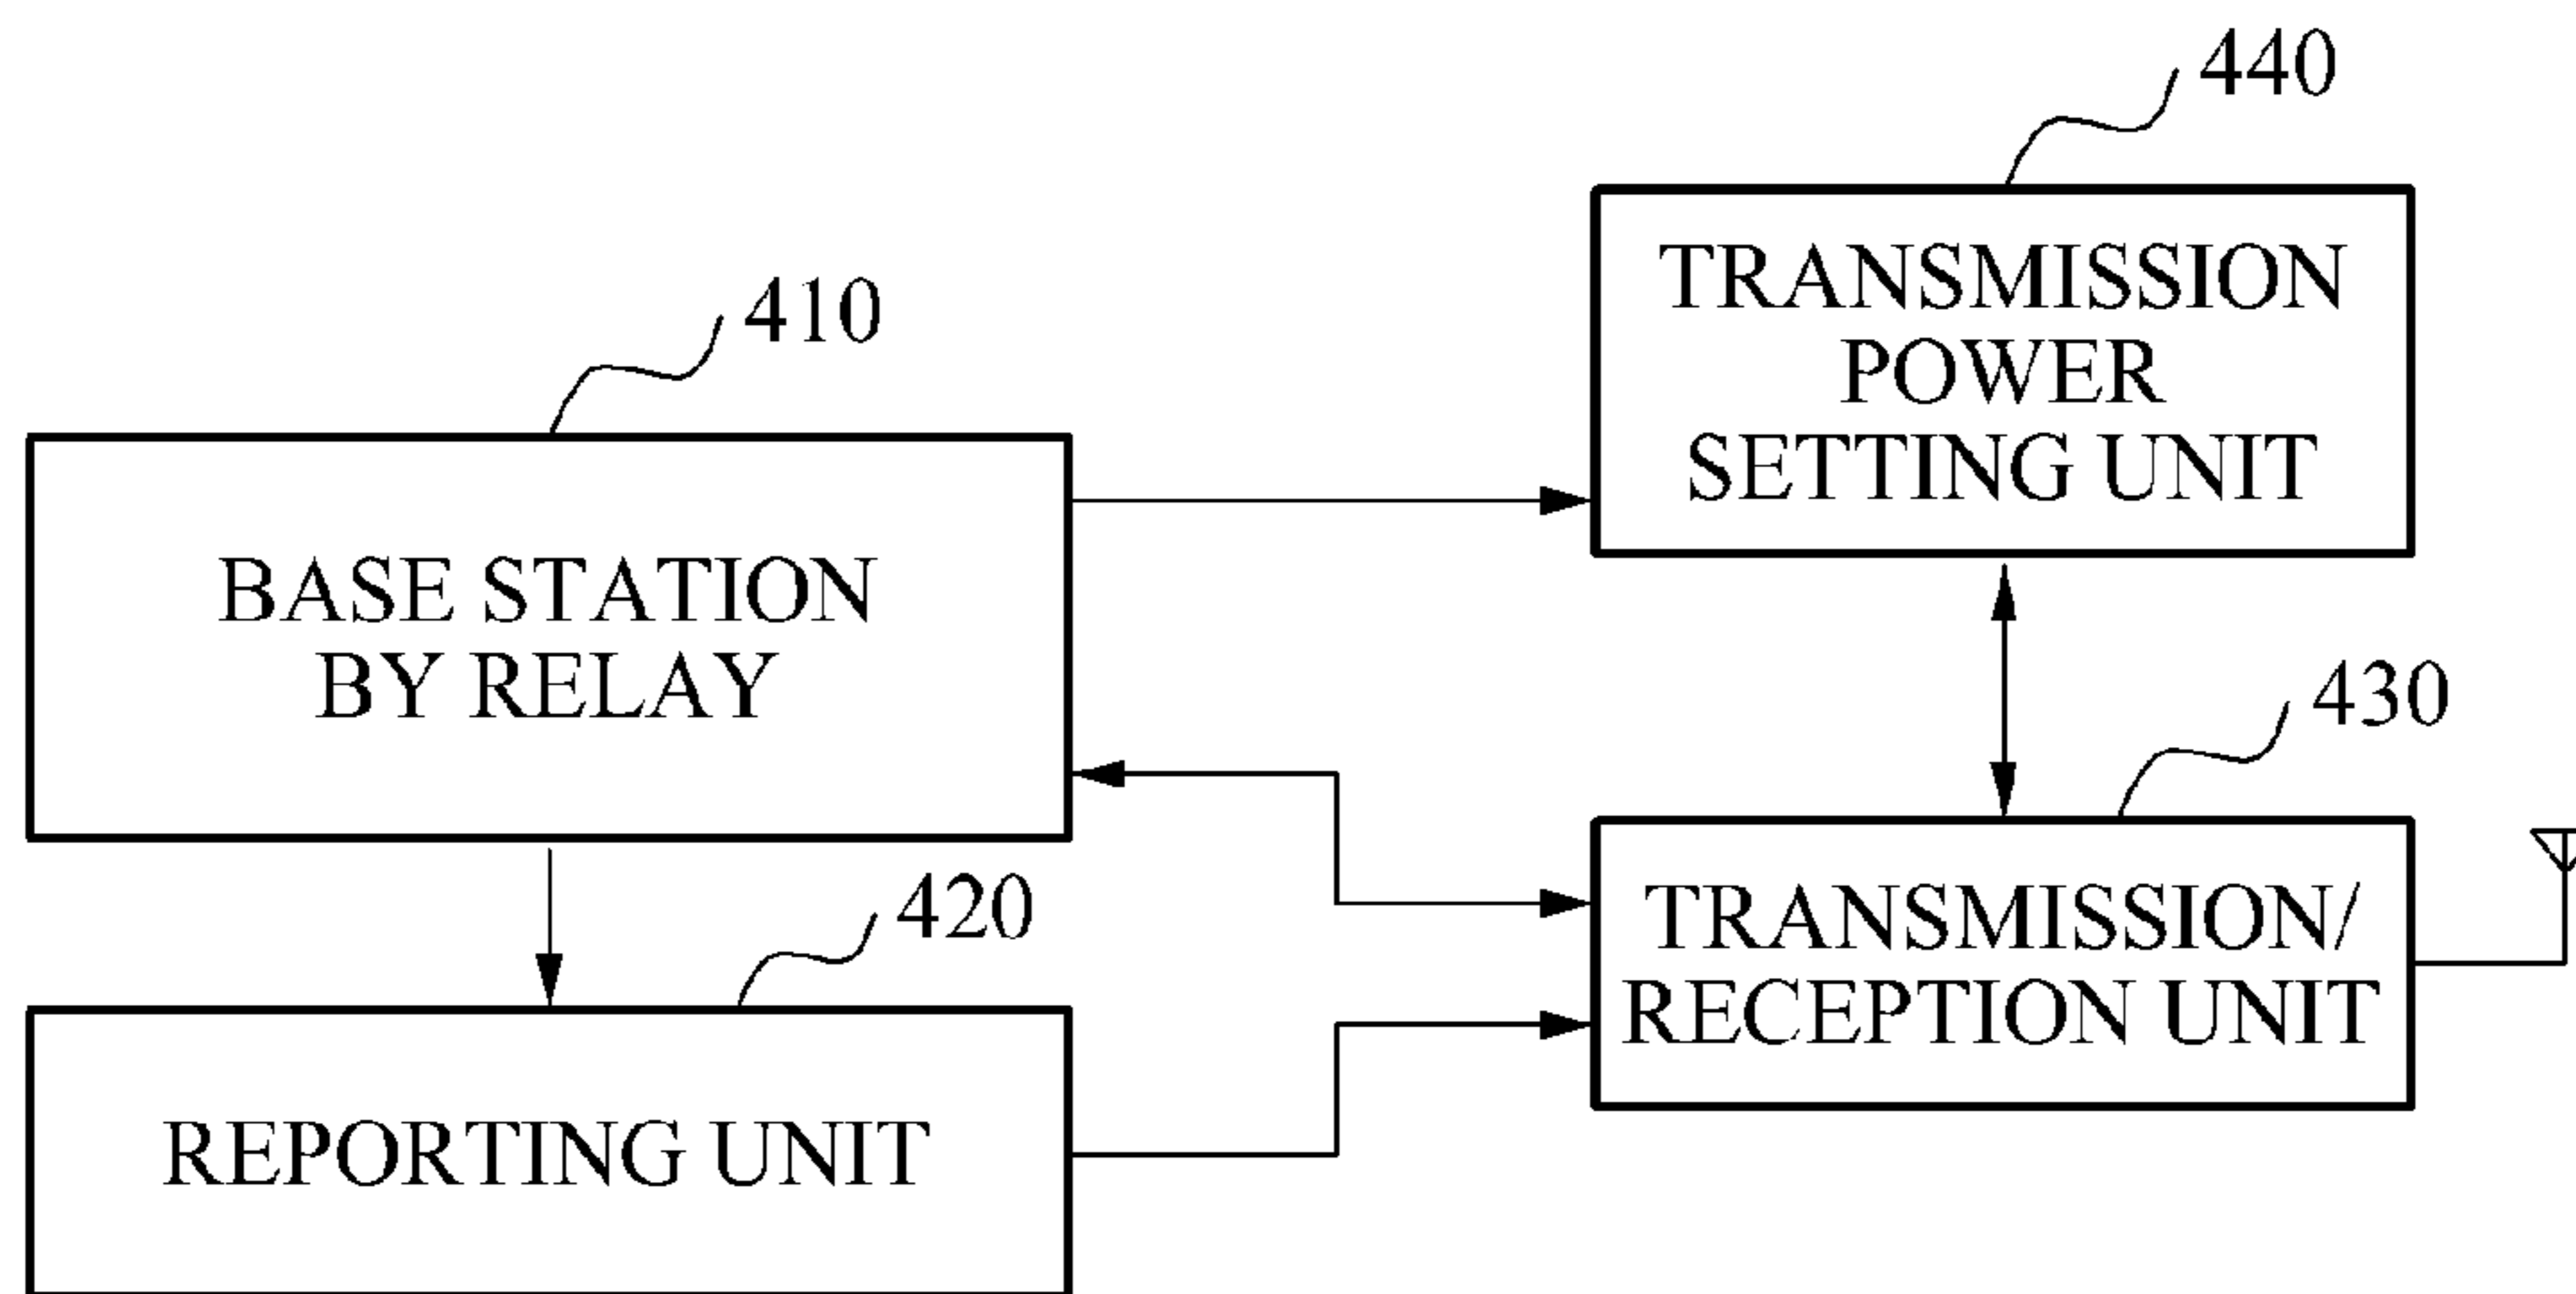 440
TRANSMISSION
POWER
SETTING UNIT
410
BASE STATION
BY RELAY
430
TRANSMISSION/
RECEPTION UNIT
420
REPORTING UNIT